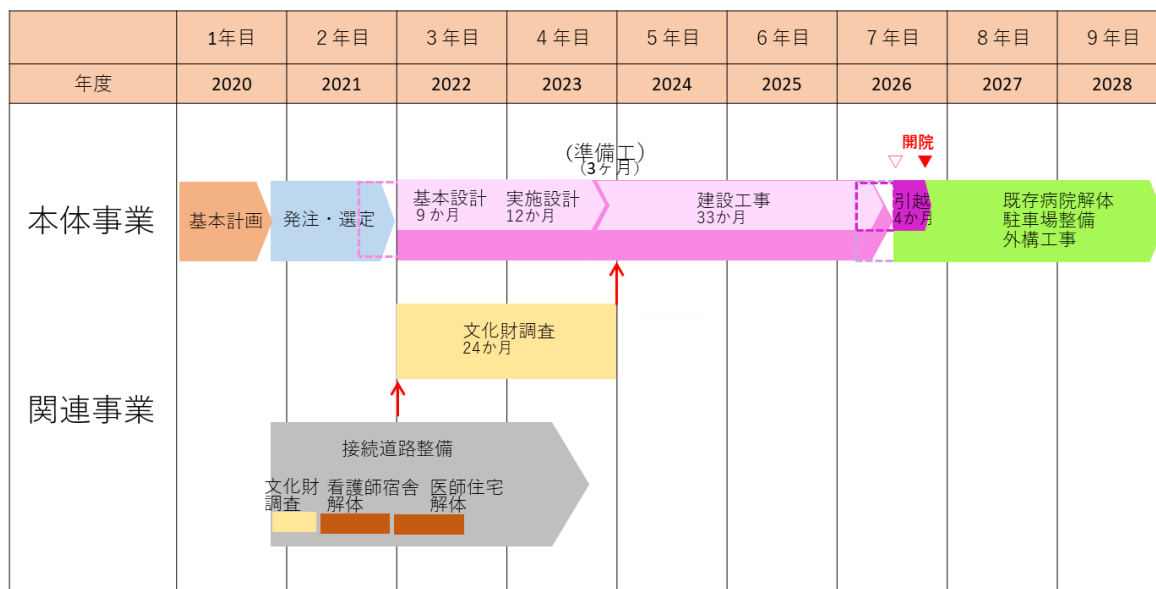 1年目 2年目 3年目 4年目 5年目 6年目 7年目 8年目 9年目
年度 2020 2021 2022 2023 2024 2025 2026 2027 2028
開院
(準備工)
(3ヶ月)
本体事業
基本計画
発注・選定
基本設計
9か月
実施設計
12か月
建設工事
33か月
引越
4か月
既存病院解体
駐車場整備
外構工事
文化財調査
24か月
関連事業
接続道路整備
文化財
調査
看護師宿舎
解体
医師住宅
解体